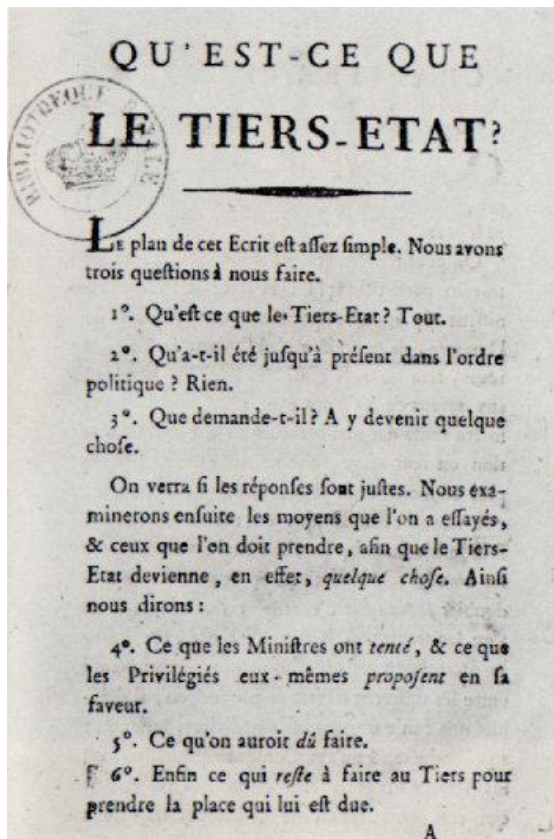 QU'EST-CE QUE
LE TIERS-ETAT?
BIBLIOTHEQUE ROYALE
LE plan de cet Ecrit eſt aſſez ſimple. Nous avons
trois queſtions à nous faire.
1°. Qu'eſt ce que le Tiers-Etat? Tout.
2°. Qu'a-t-il été juſqu'à préſent dans l'ordre
politique ? Rien.
3°. Que demande-t-il? A y devenir quelque
choſe.
On verra ſi les réponſes ſont juſtes. Nous exa-
minerons enſuite les moyens que l'on a eſſayés,
& ceux que l'on doit prendre, afin que le Tiers-
Etat devienne, en effet, quelque choſe. Ainſi
nous dirons :
4°. Ce que les Miniſtres ont tenté, & ce que
les Privilégiés eux-mêmes propoſent en ſa
faveur.
5°. Ce qu'on auroit dû faire.
6°. Enfin ce qui reſte à faire au Tiers pour
prendre la place qui lui eſt due.
A